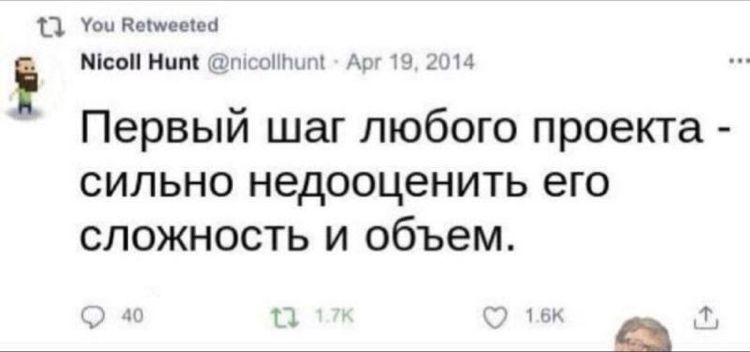 You Retweeted
Nicoll Hunt @nicollhunt · Apr 19, 2014
Первый шаг любого проекта -
сильно недооценить его
сложность и объем.
40 1.7K 1.6K